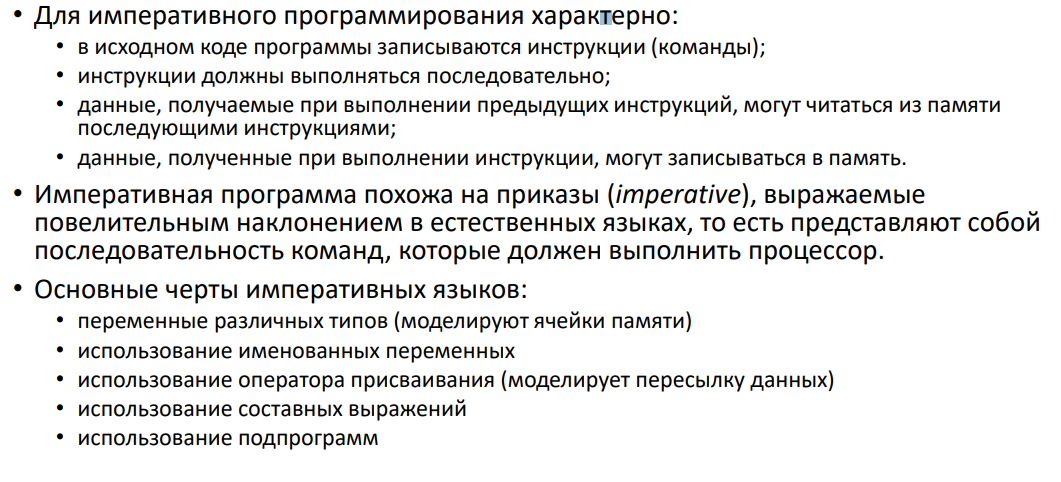 • Для императивного программирования характерно:
• в исходном коде программы записываются инструкции (команды);
• инструкции должны выполняться последовательно;
• данные, получаемые при выполнении предыдущих инструкций, могут читаться из памяти
последующими инструкциями;
• данные, полученные при выполнении инструкции, могут записываться в память.
• Императивная программа похожа на приказы (imperative), выражаемые
повелительным наклонением в естественных языках, то есть представляют собой
последовательность команд, которые должен выполнить процессор.
• Основные черты императивных языков:
• переменные различных типов (моделируют ячейки памяти)
• использование именованных переменных
• использование оператора присваивания (моделирует пересылку данных)
• использование составных выражений
• использование подпрограмм